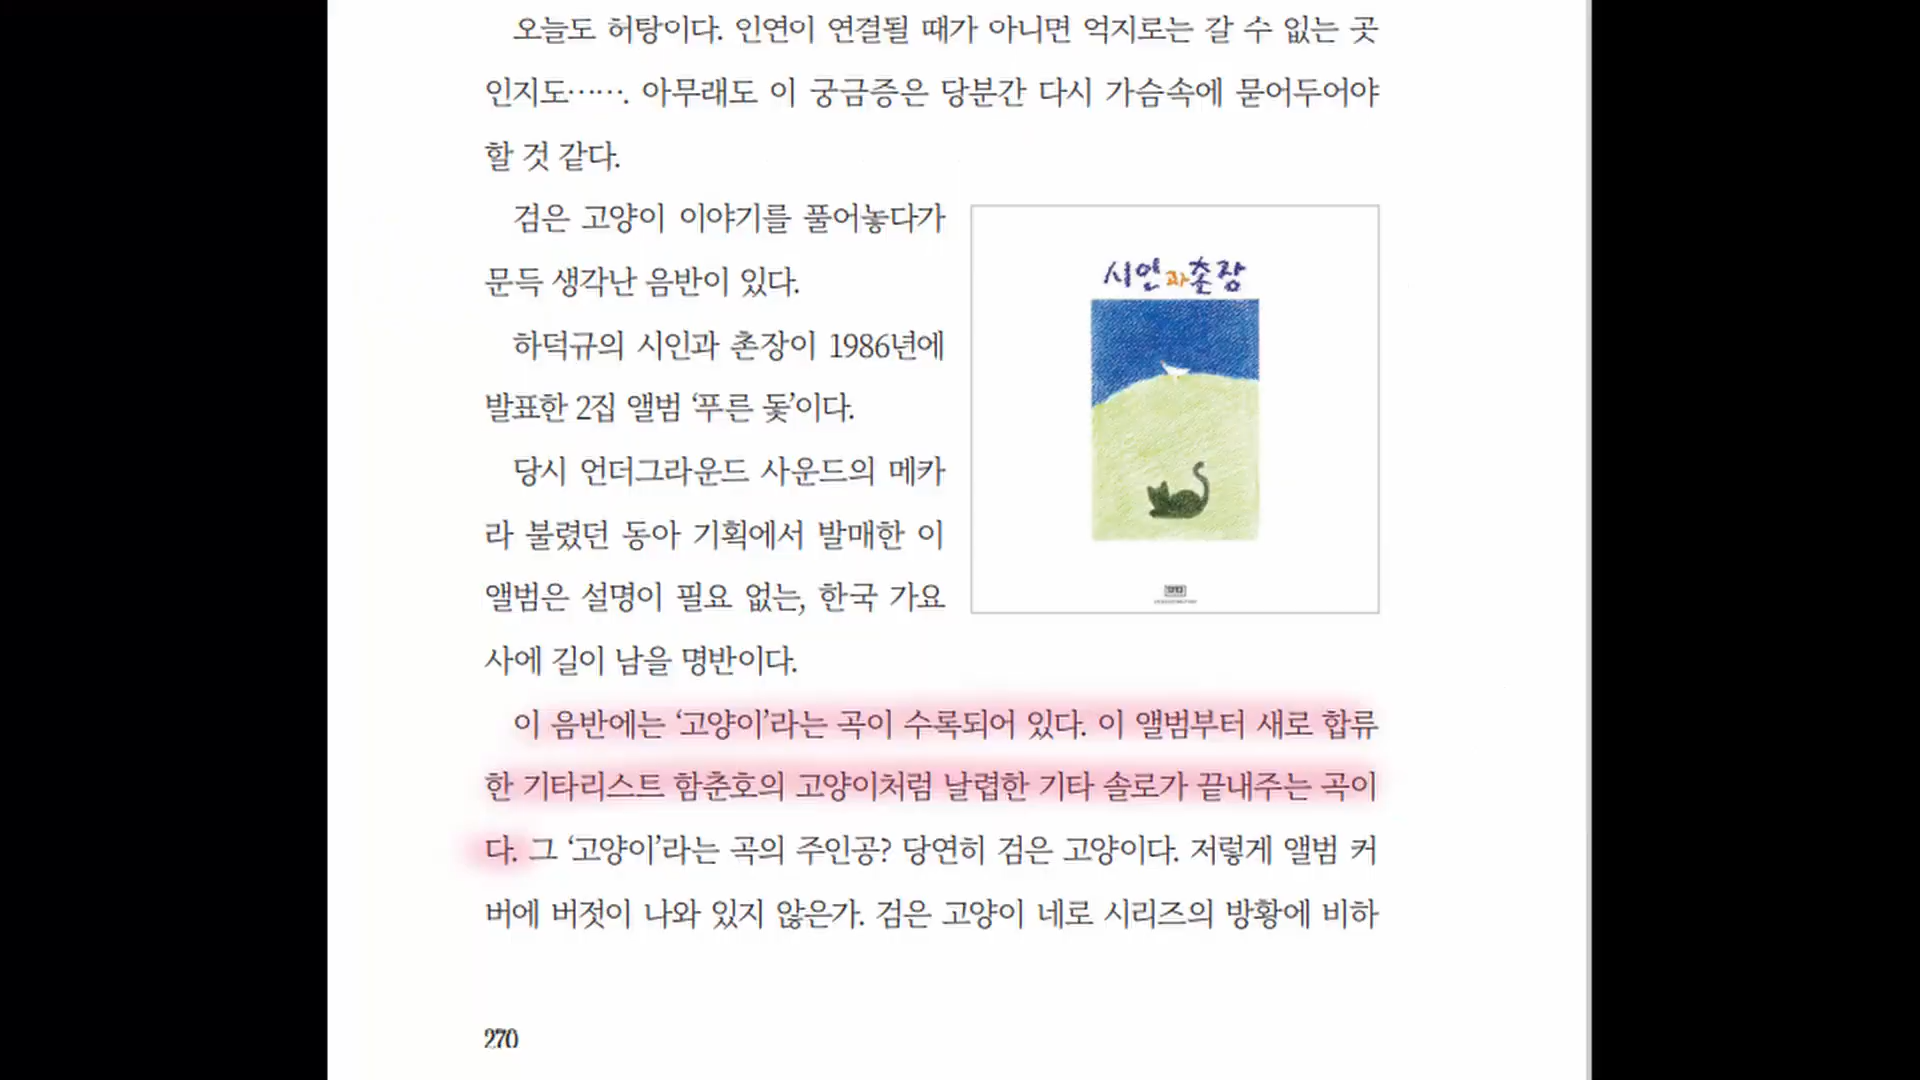 오늘도 허탕이다. 인연이 연결될 때가 아니면 억지로는 갈 수 없는 곳
인지도……. 아무래도 이 궁금증은 당분간 다시 가슴속에 묻어두어야
할 것 같다.
검은 고양이 이야기를 풀어놓다가
문득 생각난 음반이 있다.
하덕규의 시인과 촌장이 1986년에
발표한 2집 앨범 ‘푸른 돛’이다.
당시 언더그라운드 사운드의 메카
라 불렸던 동아 기획에서 발매한 이
앨범은 설명이 필요 없는, 한국 가요
사에 길이 남을 명반이다.
시인과촌장
이 음반에는 ‘고양이’라는 곡이 수록되어 있다. 이 앨범부터 새로 합류
한 기타리스트 함춘호의 고양이처럼 날렵한 기타 솔로가 끝내주는 곡이
다. 그 ‘고양이’라는 곡의 주인공? 당연히 검은 고양이다. 저렇게 앨범 커
버에 버젓이 나와 있지 않은가. 검은 고양이 네로 시리즈의 방황에 비하
270